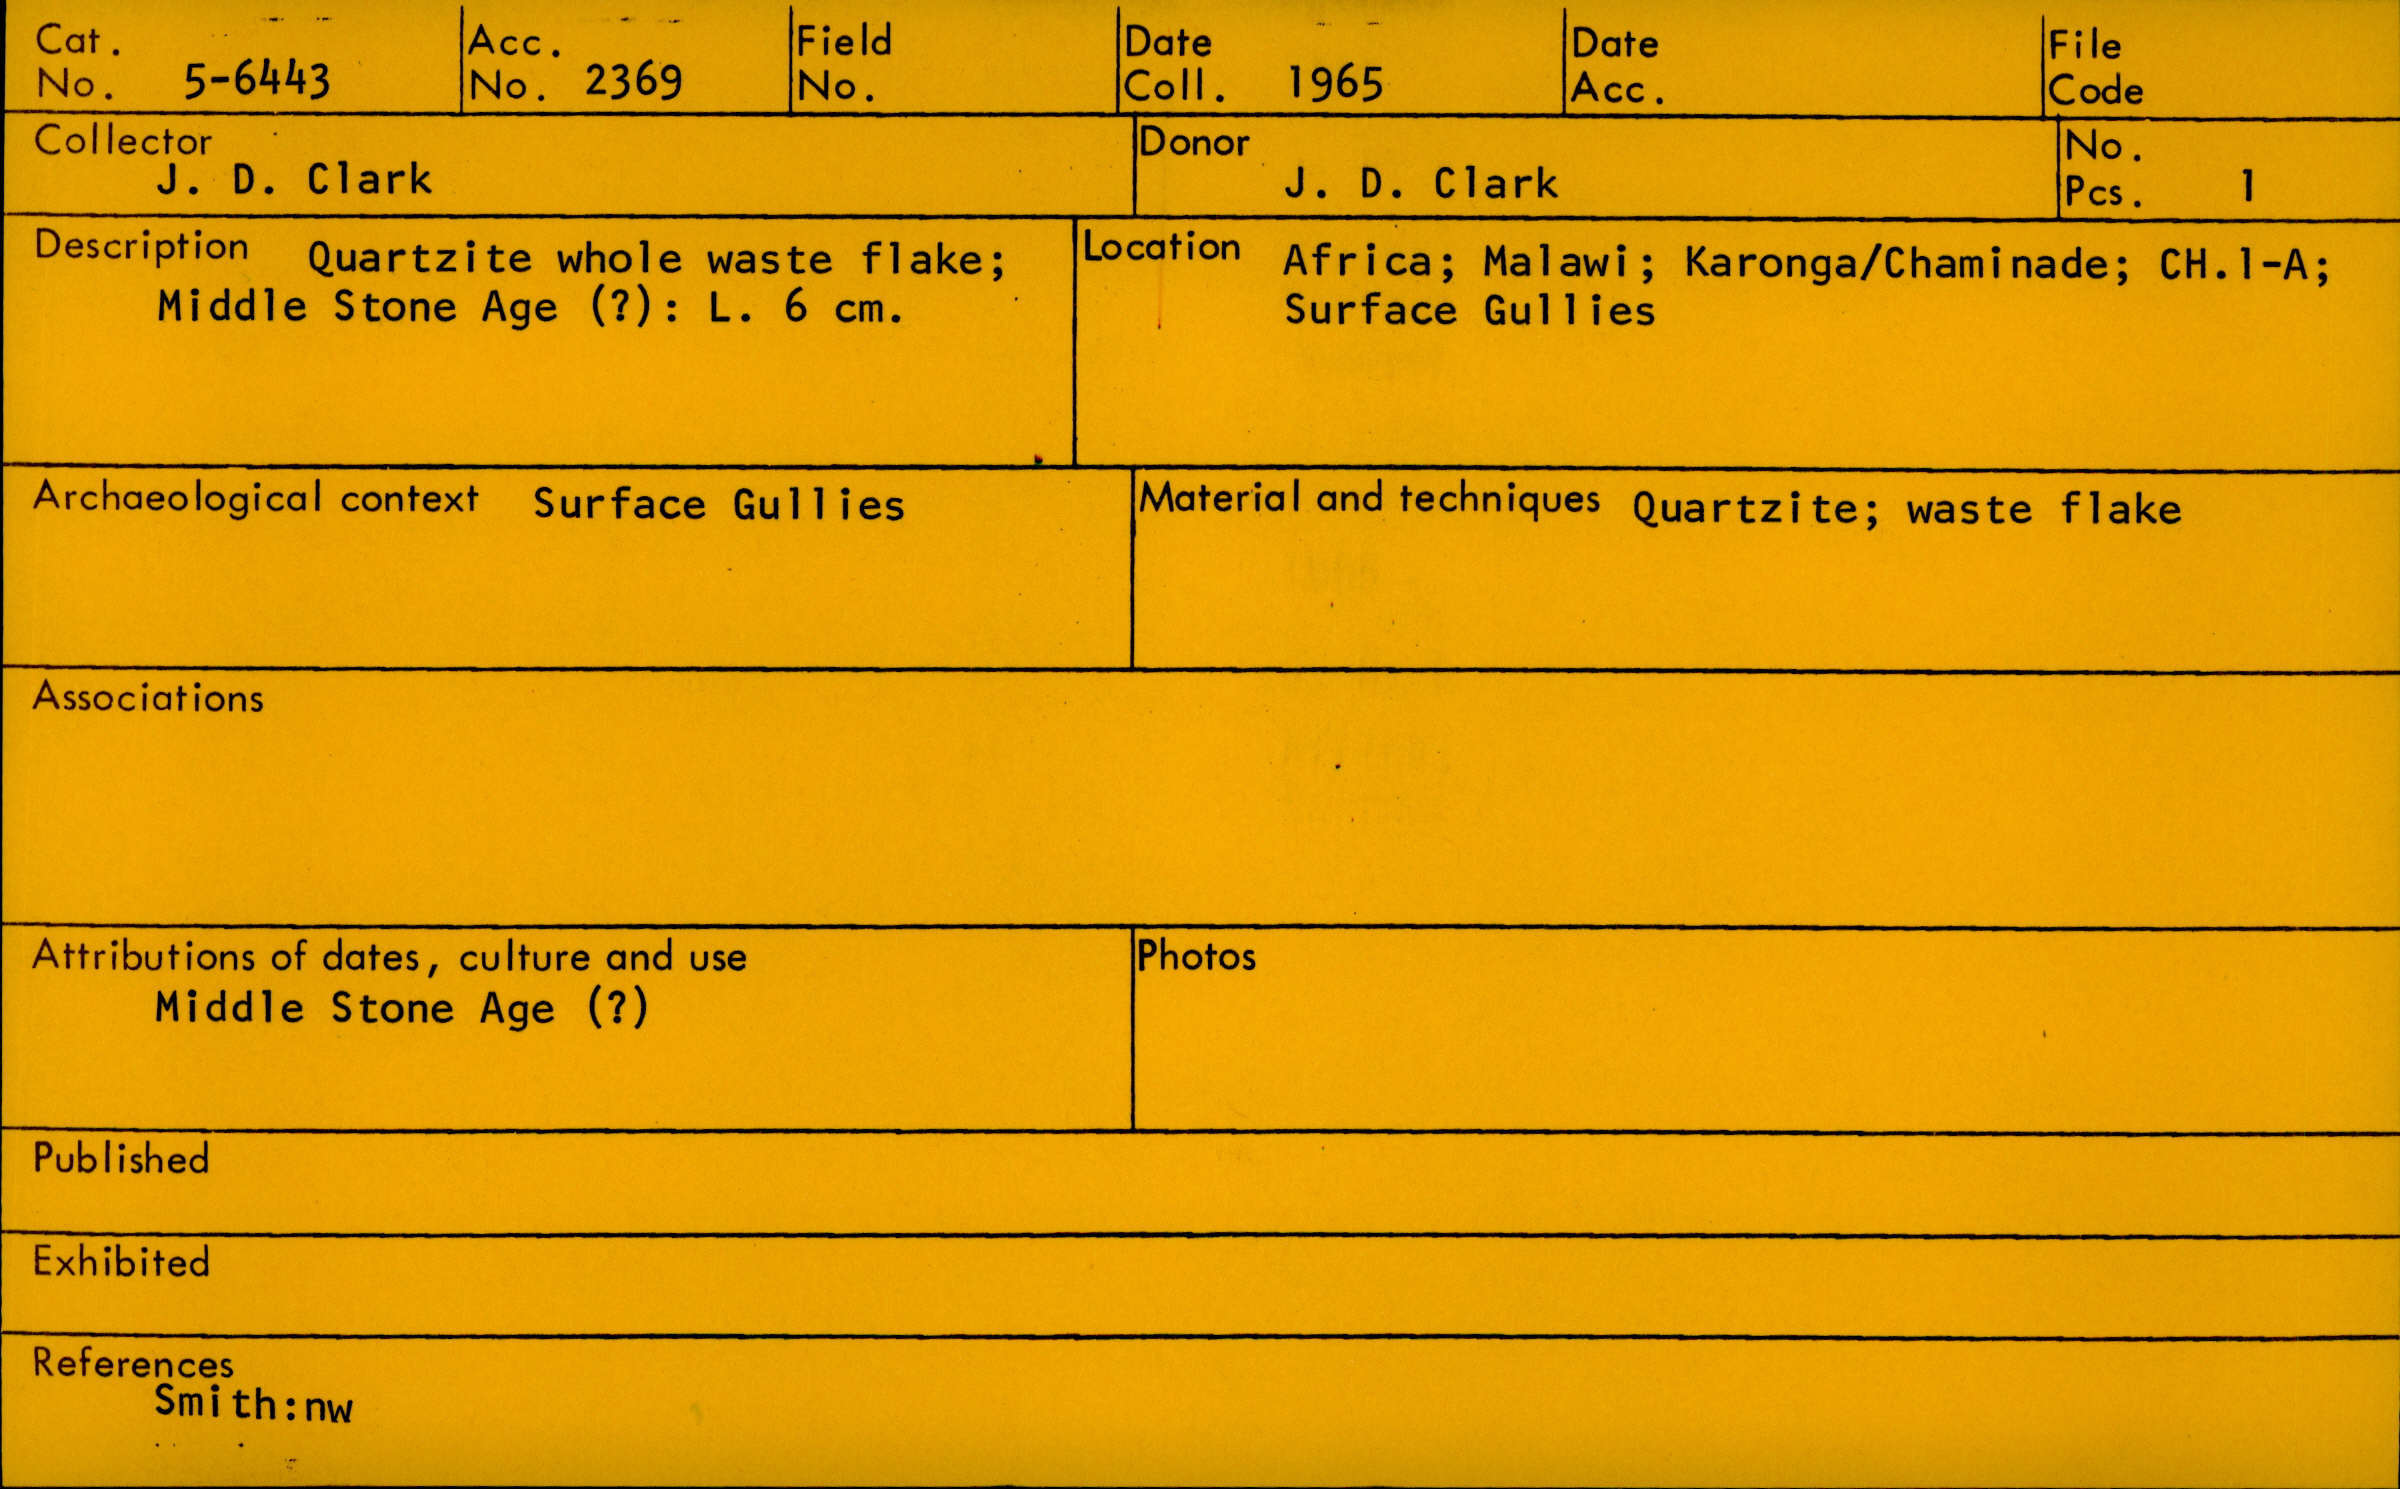 Cat. No. 5-6443
Acc. No. 2369
Field No.
Date Coll. 1965
Date Acc.
File Code
Collector
J. D. Clark
Donor
J. D. Clark
No. Pcs. 1
Description Quartzite whole waste flake;
Middle Stone Age (?): L. 6 cm.
Location Africa; Malawi; Karonga/Chaminade; CH.1-A;
Surface Gullies
Archaeological context Surface Gullies
Material and techniques Quartzite; waste flake
Associations
Attributions of dates, culture and use
Middle Stone Age (?)
Photos
Published
Exhibited
References
Smith:nw